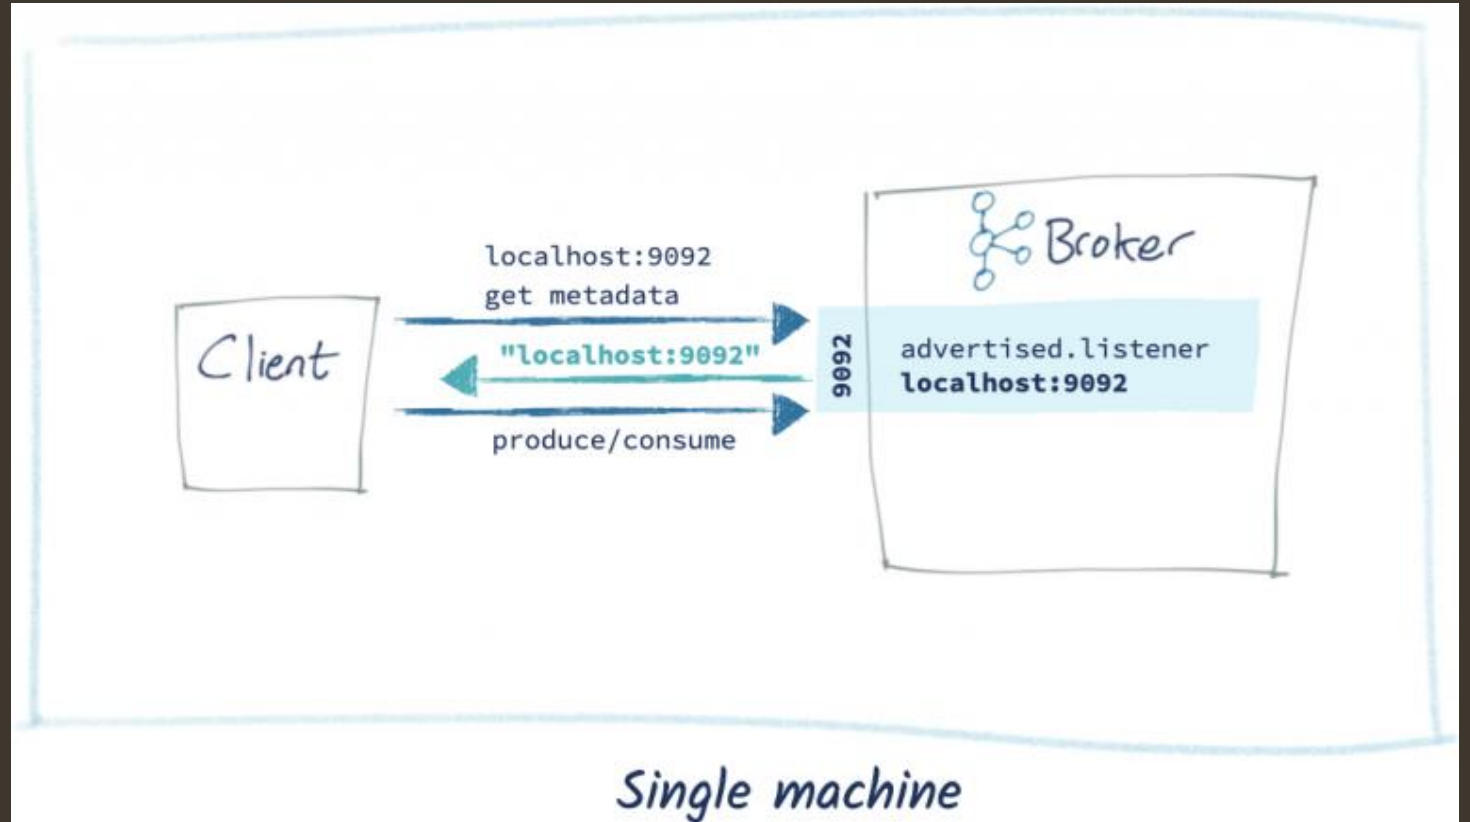 Broker
localhost:9092
get metadata
Client
"localhost:9092"
9092
advertised.listener
localhost:9092
produce/consume
Single machine